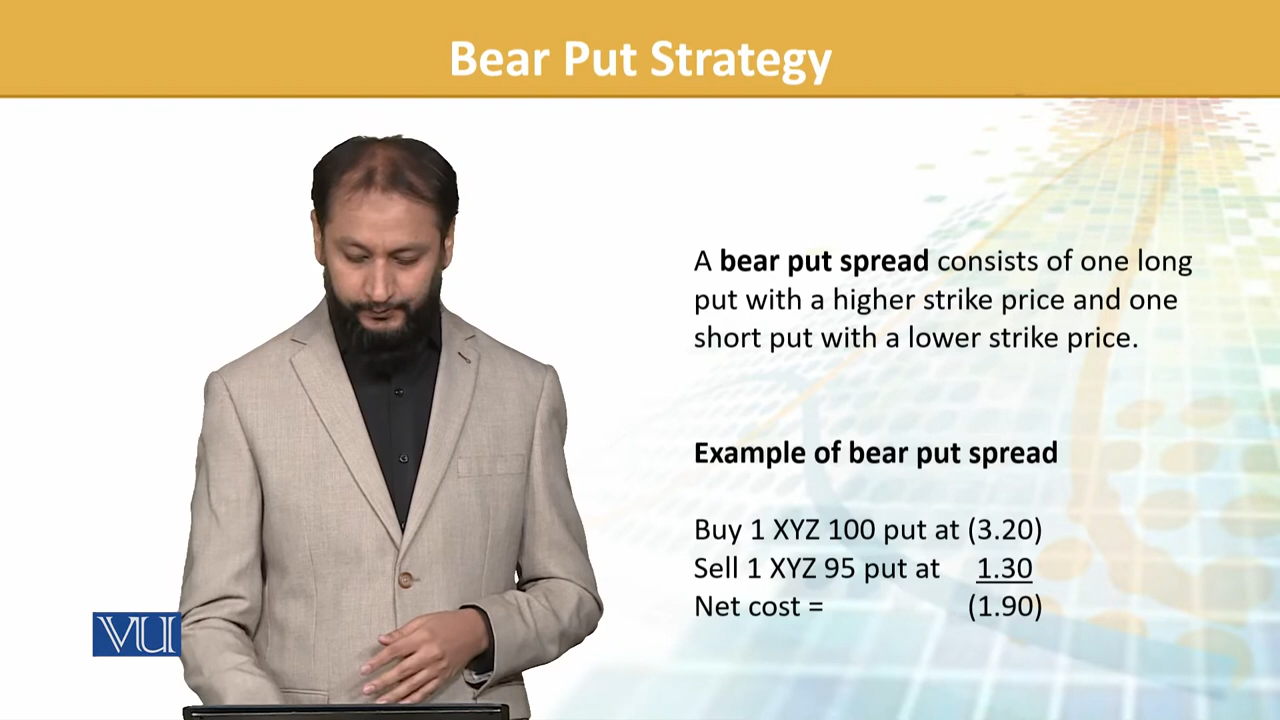 Bear Put Strategy
A bear put spread consists of one long
put with a higher strike price and one
short put with a lower strike price.
Example of bear put spread
Buy 1 XYZ 100 put at (3.20)
Sell 1 XYZ 95 put at 1.30
Net cost = (1.90)
VU